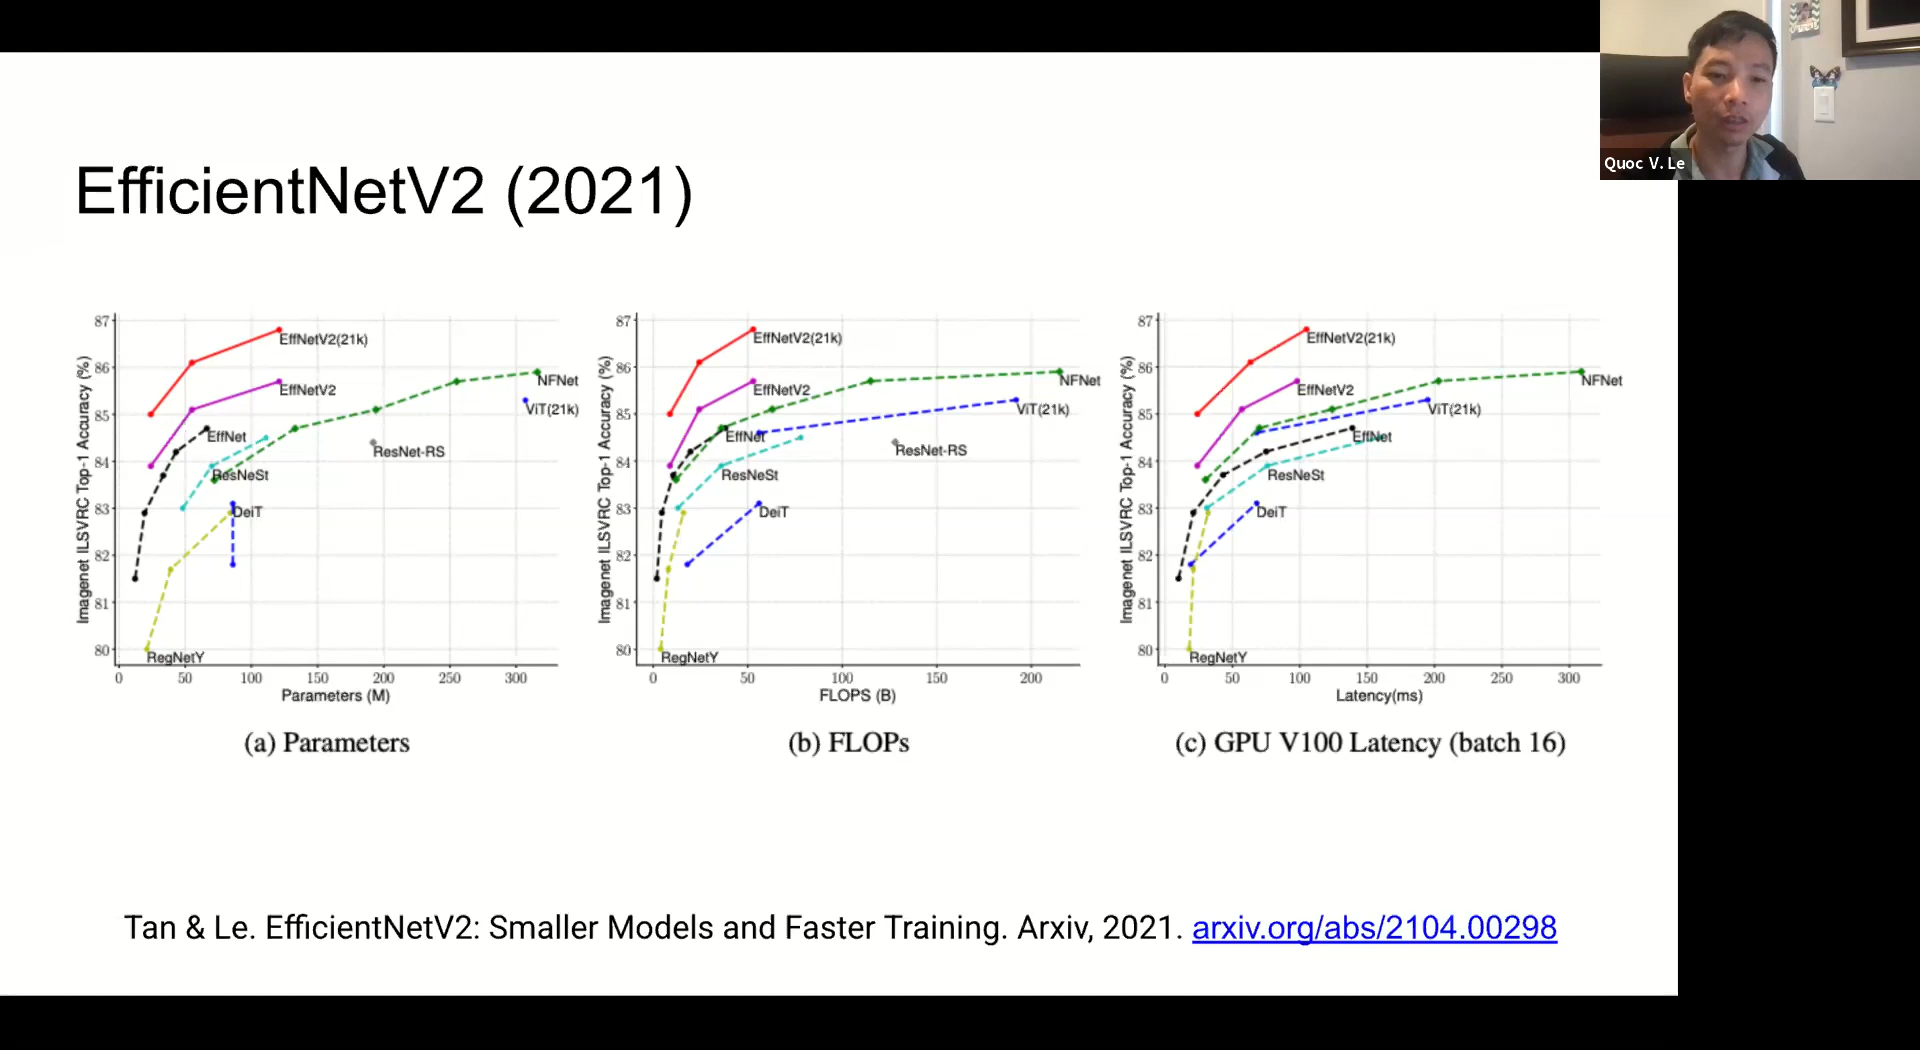 Quoc V. Le
EfficientNetV2 (2021)
Imagenet ILSVRC Top-1 Accuracy (%)
87
86
85
84
83
82
81
80
EffNetV2(21k)
EffNetV2
NFNet
ViT(21k)
EffNet
ResNet-RS
ResNeSt
DeiT
RegNetY
0 50 100 150 200 250 300
Parameters (M)
(a) Parameters
Imagenet ILSVRC Top-1 Accuracy (%)
87
86
85
84
83
82
81
80
EffNetV2(21k)
EffNetV2
NFNet
ViT(21k)
EffNet
ResNet-RS
ResNeSt
DeiT
RegNetY
0 50 100 150 200
FLOPS (B)
(b) FLOPs
Imagenet ILSVRC Top-1 Accuracy (%)
87
86
85
84
83
82
81
80
EffNetV2(21k)
EffNetV2
NFNet
ViT(21k)
EffNet
ResNeSt
DeiT
RegNetY
0 50 100 150 200 250 300
Latency(ms)
(c) GPU V100 Latency (batch 16)
Tan & Le. EfficientNetV2: Smaller Models and Faster Training. Arxiv, 2021. arxiv.org/abs/2104.00298